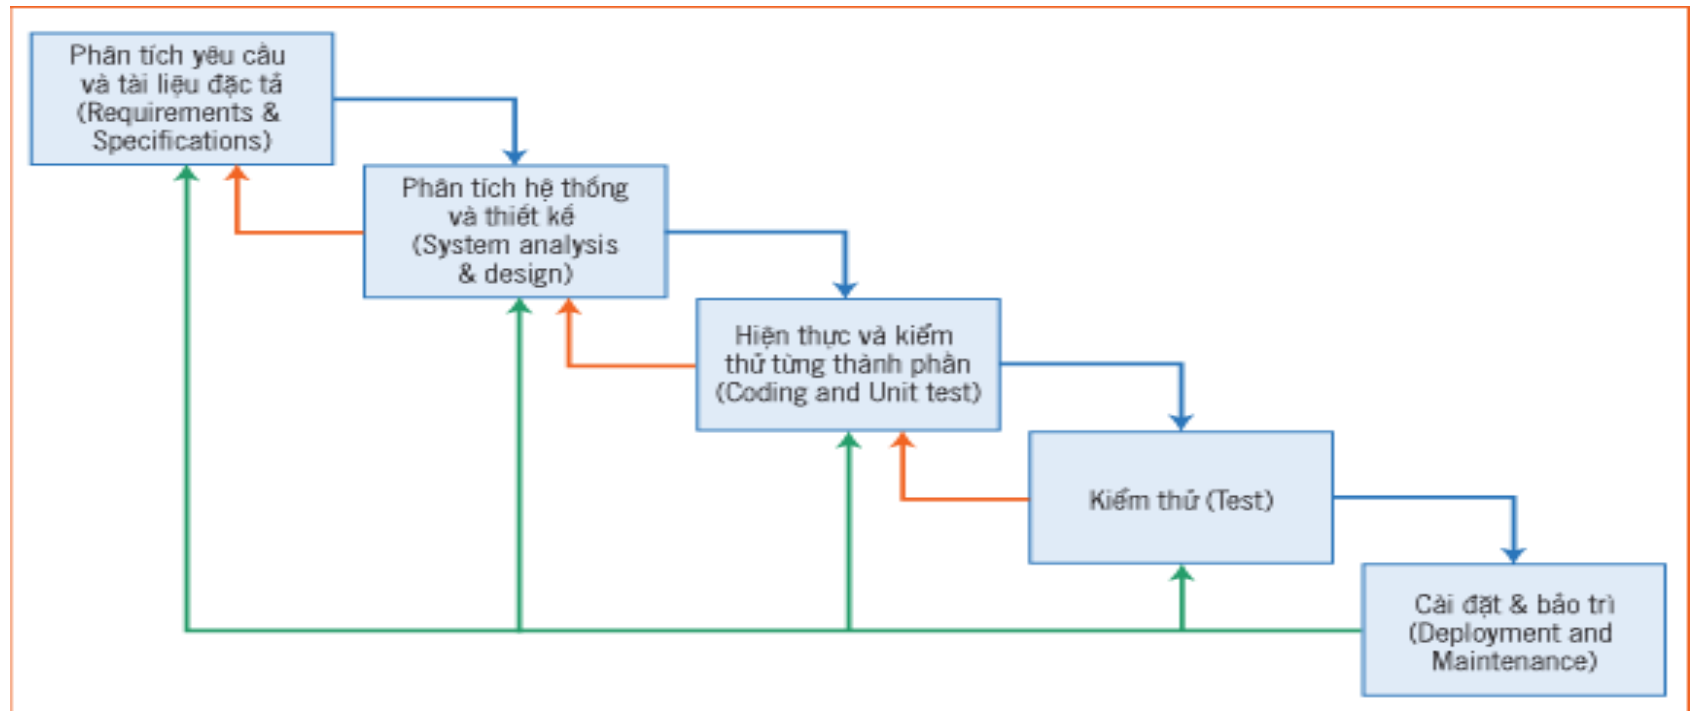 Phân tích yêu cầu
và tài liệu đặc tả
(Requirements &
Specifications)
Phân tích hệ thống
và thiết kế
(System analysis
& design)
Hiện thực và kiểm
thử từng thành phần
(Coding and Unit test)
Kiểm thử (Test)
Cài đặt & bảo trì
(Deployment and
Maintenance)